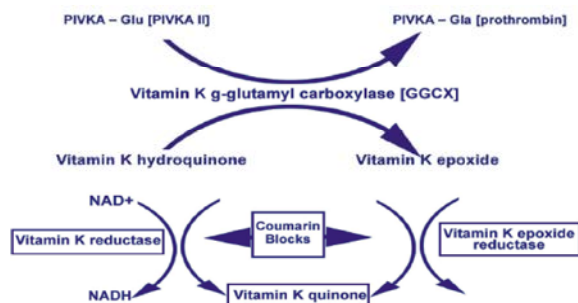 PIVKA – Glu [PIVKA II]
PIVKA – Gla [prothrombin]
Vitamin K g-glutamyl carboxylase [GGCX]
Vitamin K hydroquinone
Vitamin K epoxide
NAD+
Coumarin
Blocks
Vitamin K reductase
Vitamin K epoxide
reductase
NADH
Vitamin K quinone